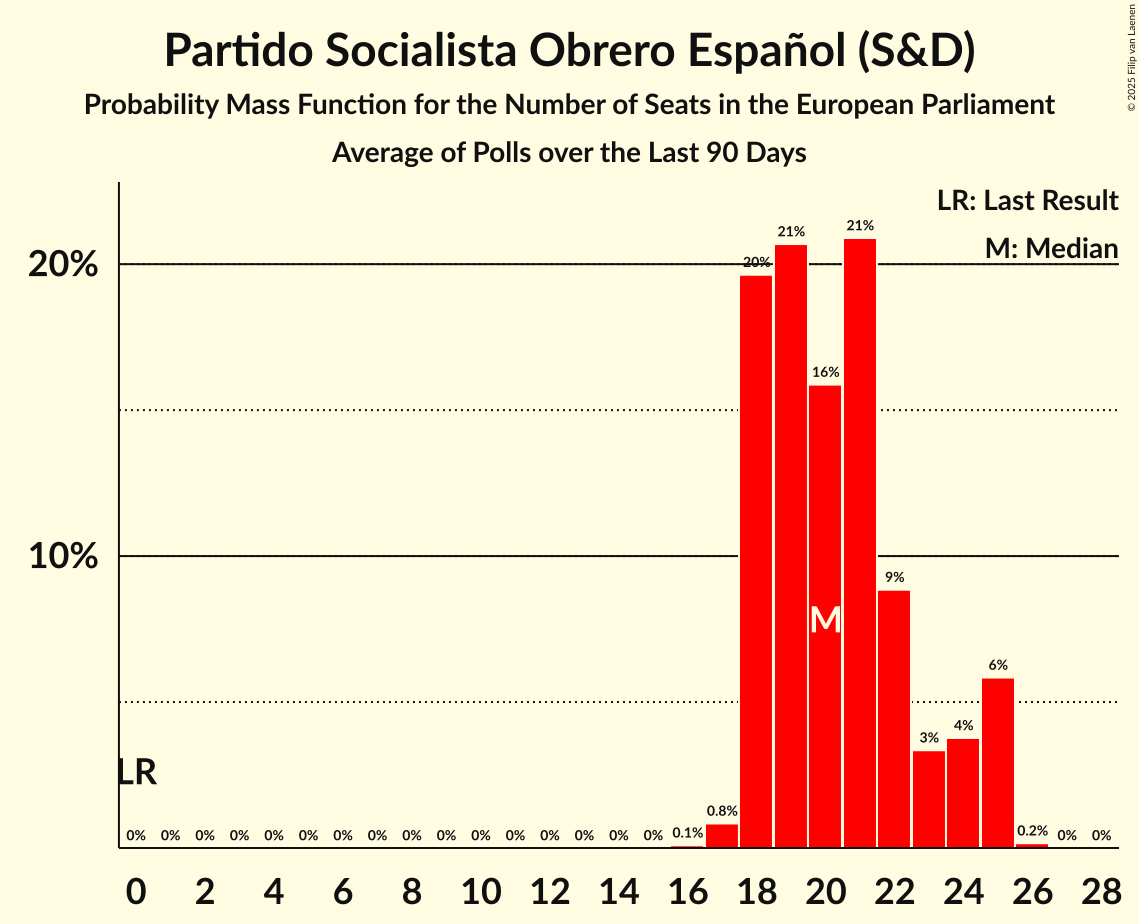 Partido Socialista Obrero Español (S&D)
Probability Mass Function for the Number of Seats in the European Parliament
Average of Polls over the Last 90 Days
© 2025 Filip van Laenen
LR: Last Result
M: Median
20%
10%
21%
21%
20%
16%
9%
6%
4%
3%
0.8%
0.1%
0.2%
M
LR
0% 0% 0% 0% 0% 0% 0% 0% 0% 0% 0% 0% 0% 0% 0% 0% 0% 0%
0 2 4 6 8 10 12 14 16 18 20 22 24 26 28